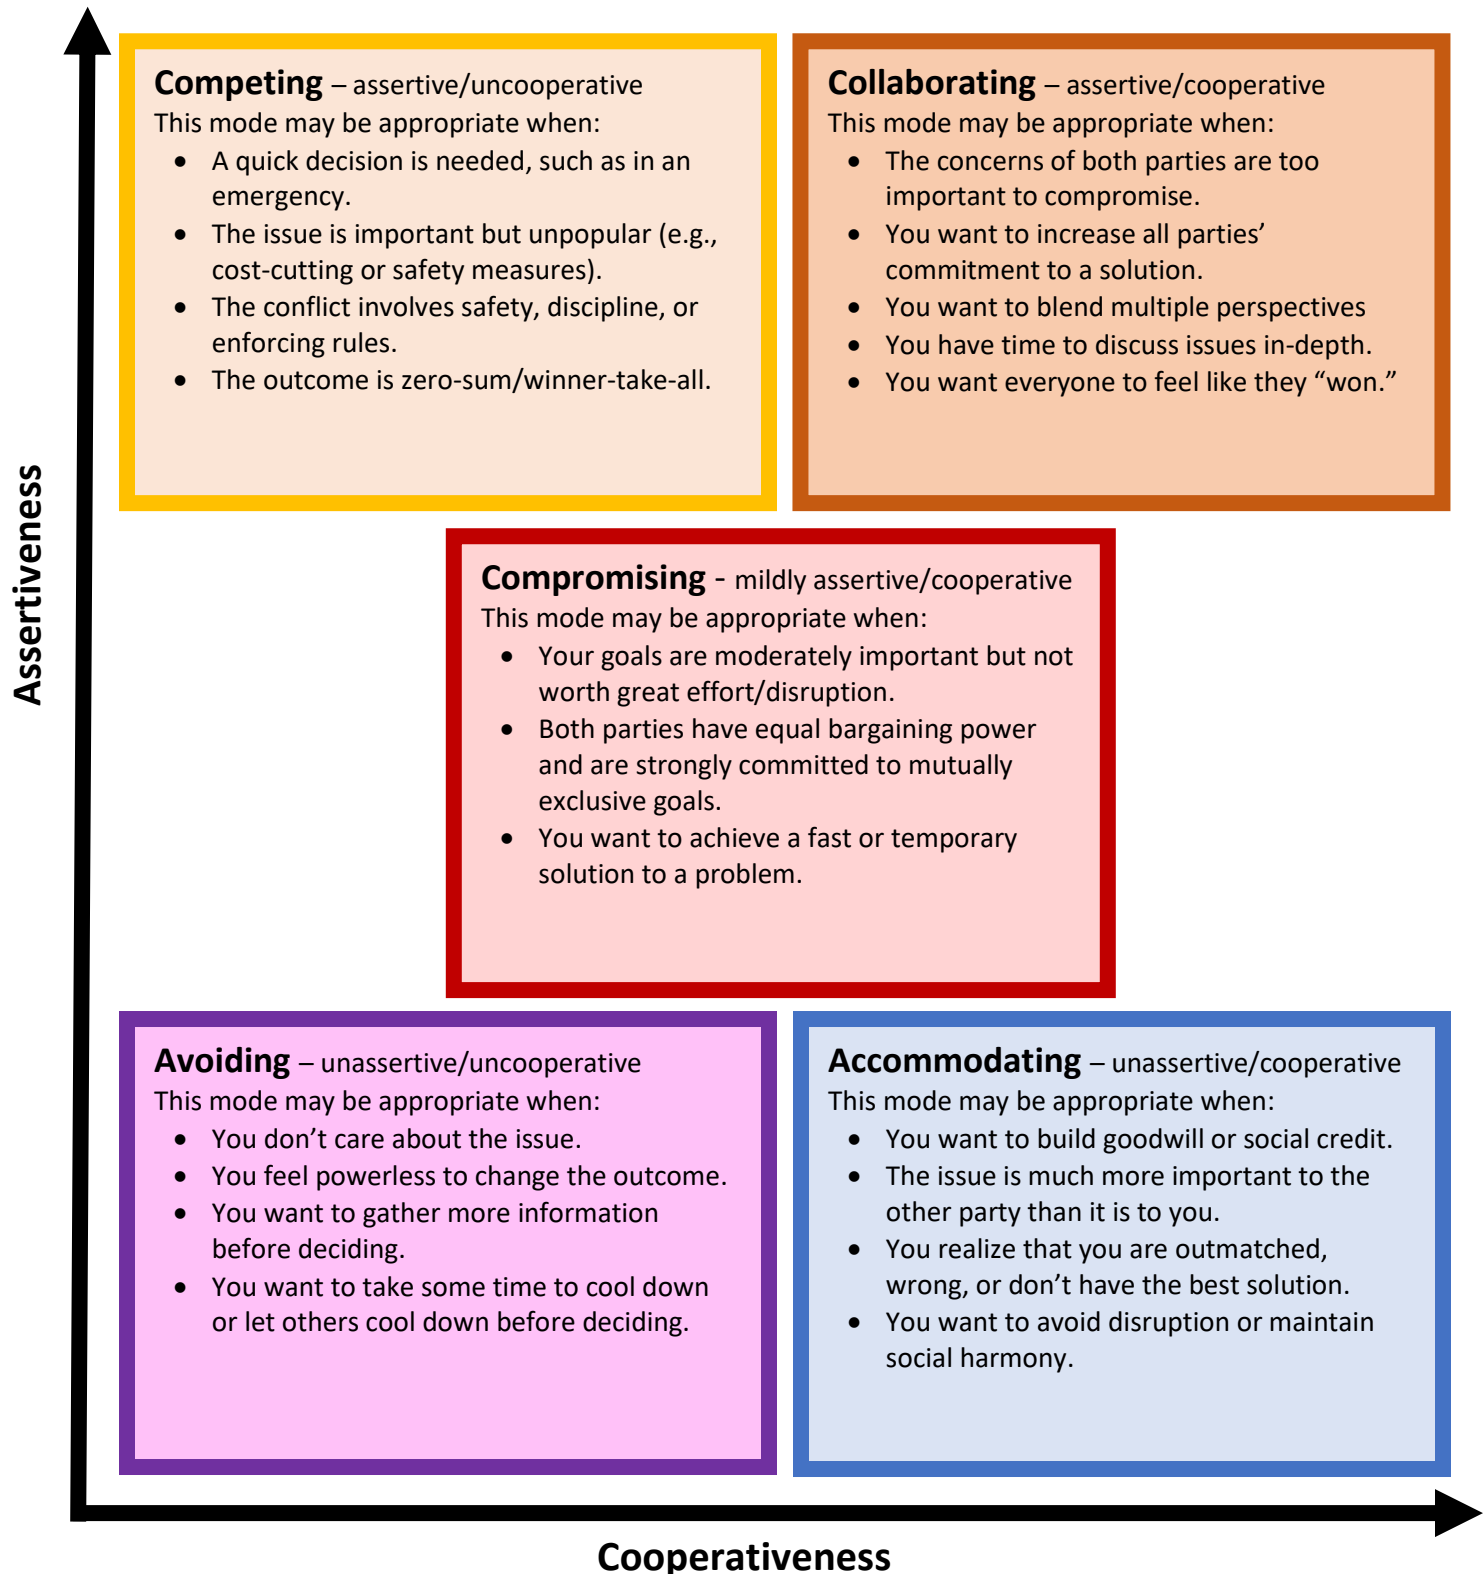 Competing – assertive/uncooperative
This mode may be appropriate when:
• A quick decision is needed, such as in an
emergency.
• The issue is important but unpopular (e.g.,
cost-cutting or safety measures).
• The conflict involves safety, discipline, or
enforcing rules.
• The outcome is zero-sum/winner-take-all.
Collaborating – assertive/cooperative
This mode may be appropriate when:
• The concerns of both parties are too
important to compromise.
• You want to increase all parties’
commitment to a solution.
• You want to blend multiple perspectives
• You have time to discuss issues in-depth.
• You want everyone to feel like they “won.”
Assertiveness
Compromising - mildly assertive/cooperative
This mode may be appropriate when:
• Your goals are moderately important but not
worth great effort/disruption.
• Both parties have equal bargaining power
and are strongly committed to mutually
exclusive goals.
• You want to achieve a fast or temporary
solution to a problem.
Avoiding – unassertive/uncooperative
This mode may be appropriate when:
• You don’t care about the issue.
• You feel powerless to change the outcome.
• You want to gather more information
before deciding.
• You want to take some time to cool down
or let others cool down before deciding.
Accommodating – unassertive/cooperative
This mode may be appropriate when:
• You want to build goodwill or social credit.
• The issue is much more important to the
other party than it is to you.
• You realize that you are outmatched,
wrong, or don’t have the best solution.
• You want to avoid disruption or maintain
social harmony.
Cooperativeness